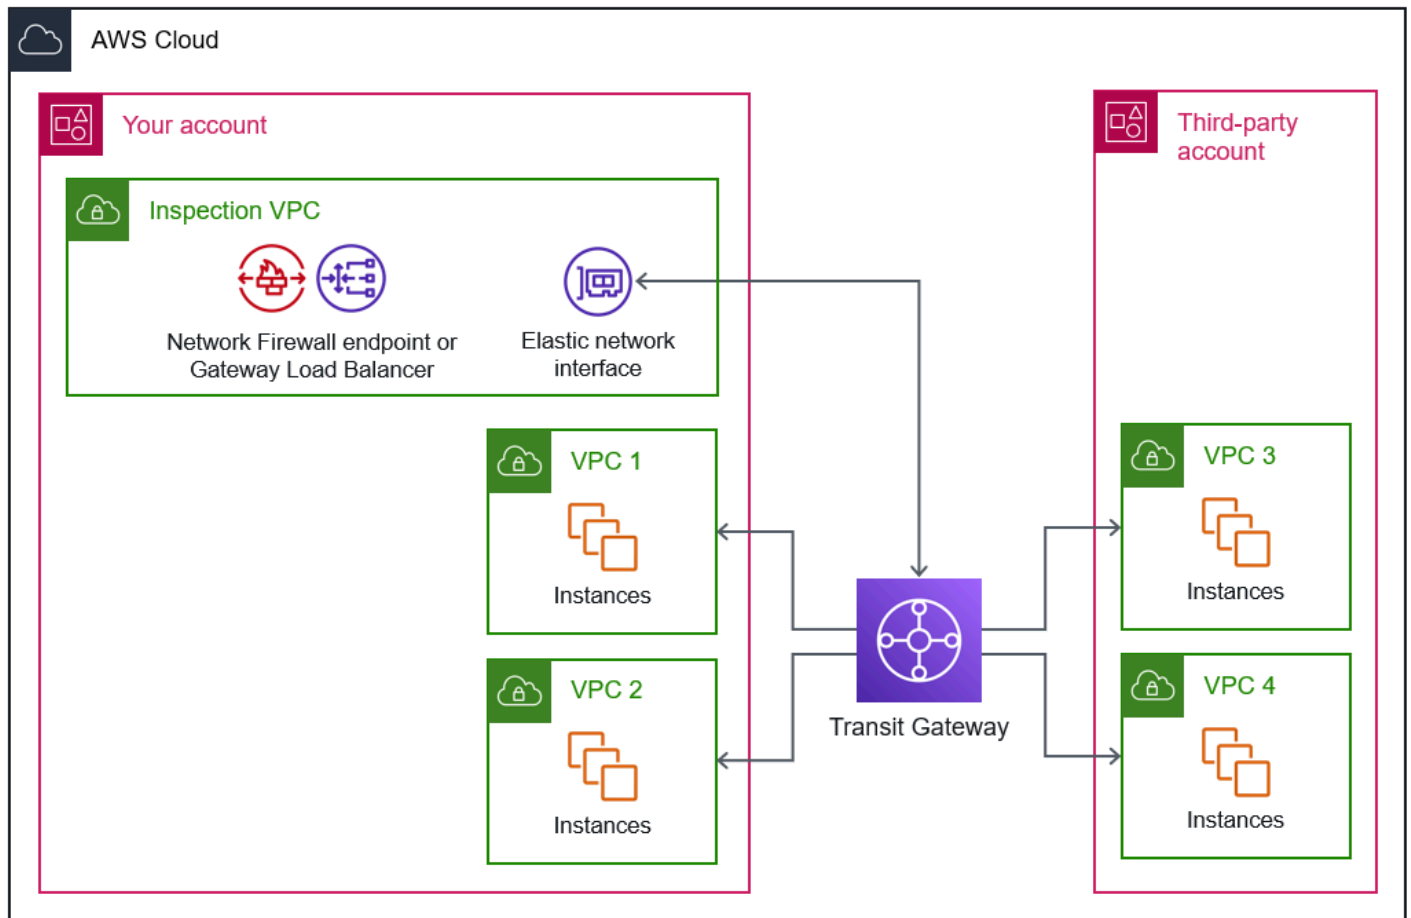 AWS Cloud
Your account
Third-party
account
Inspection VPC
Network Firewall endpoint or
Gateway Load Balancer
Elastic network
interface
VPC 1
Instances
VPC 3
Instances
VPC 2
Instances
Transit Gateway
VPC 4
Instances